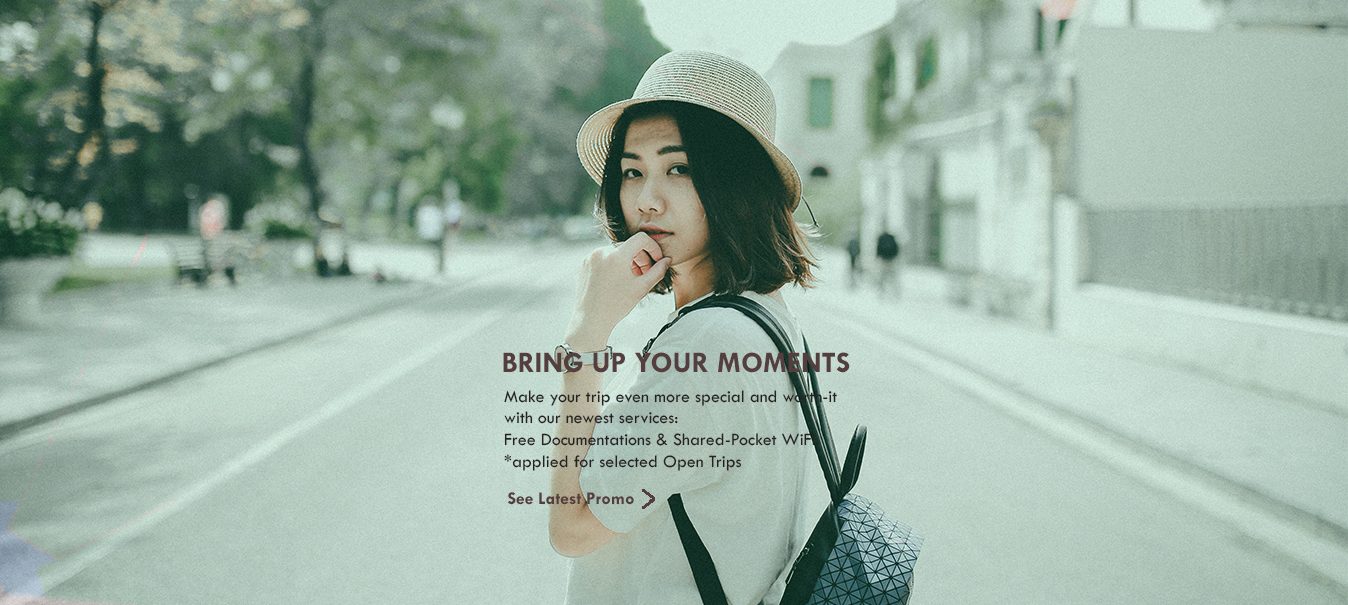 BRING UP YOUR MOMENTS
Make your trip even more special and worth-it
with our newest services:
Free Documentations & Shared-Pocket WiFi
*applied for selected Open Trips
See Latest Promo